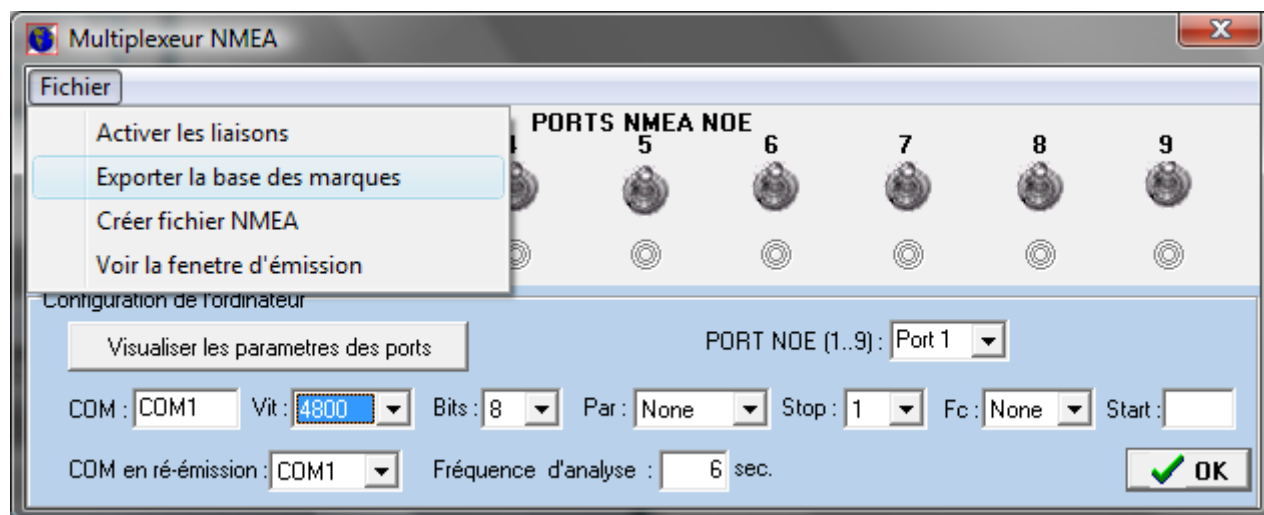 Multiplexeur NMEA
Fichier
Activer les liaisons
Exporter la base des marques
Créer fichier NMEA
Voir la fenetre d'émission
PORTS NMEA NOE
5 6 7 8 9
Configuration de l'ordinateur
Visualiser les parametres des ports PORT NOE (1..9) : Port 1
COM : COM1 Vit : 4800 Bits : 8 Par : None Stop : 1 Fc : None Start :
COM en ré-émission : COM1 Fréquence d'analyse : 6 sec. OK